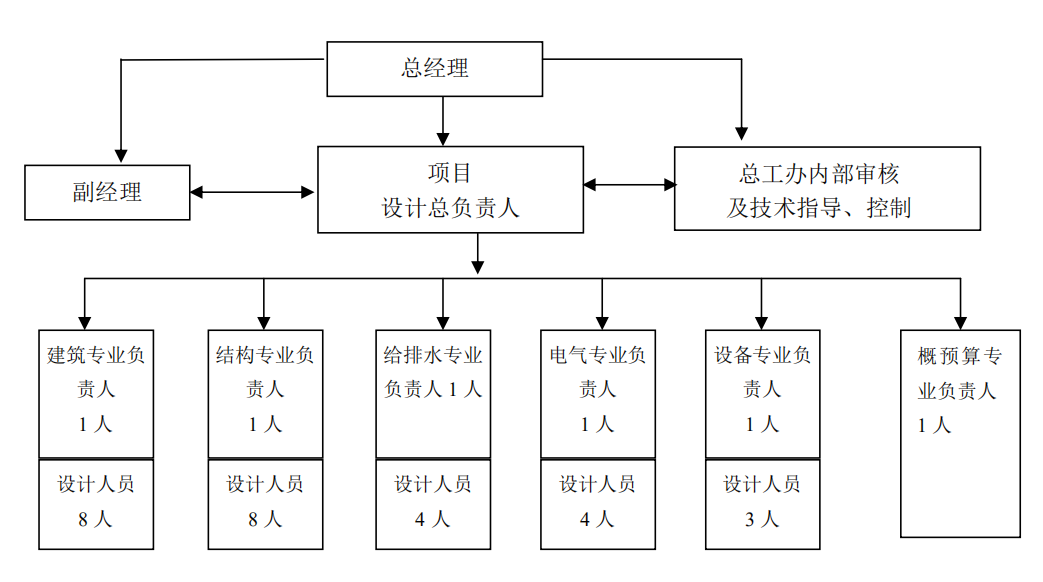 总经理
副经理
项目
设计总负责人
总工办内部审核
及技术指导、控制
建筑专业负
责人
1 人
结构专业负
责人
1 人
给排水专业
负责人 1 人
电气专业负
责人
1 人
设备专业负
责人
1 人
概预算专
业负责人
1 人
设计人员
8 人
设计人员
8 人
设计人员
4 人
设计人员
4 人
设计人员
3 人